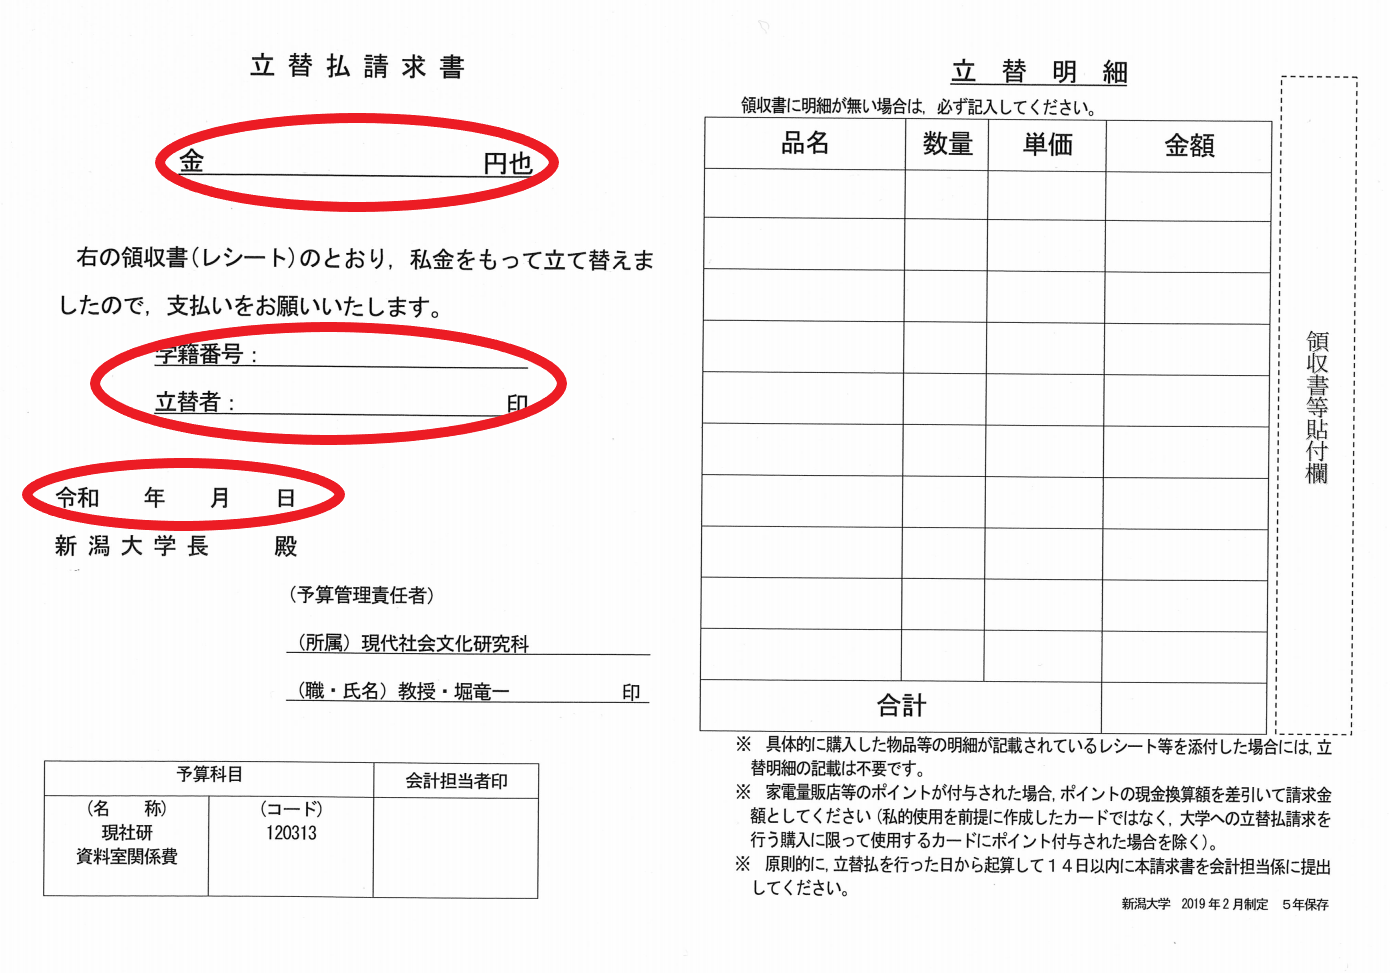 立替払請求書
金　　　　円也
右の領収書(レシート)のとおり，私金をもって立て替えま
したので，支払いをお願いいたします。
学籍番号：
立替者：　　　　印
令和　　年　　月　　日
新潟大学長　　殿
(予算管理責任者)
(所属) 現代社会文化研究科
(職・氏名) 教授・堀竜一　　　　印
予算科目　　会計担当者印
(名　　称)　　(コード)
現社研　　120313
資料室関係費
立　替　明　細
領収書に明細が無い場合は，必ず記入してください。
品名　　数量　　単価　　金額
合計
※　具体的に購入した物品等の明細が記載されているレシート等を添付した場合には，立
替明細の記載は不要です。
※　家電量販店等のポイントが付与された場合，ポイントの現金換算額を差引いて請求金
額としてください(私的使用を前提に作成したカードではなく，大学への立替払請求を
行う購入に限って使用するカードにポイント付与された場合を除く)。
※　原則的に，立替払を行った日から起算して１４日以内に本請求書を会計担当係に提出
してください。
新潟大学　2019年2月制定　5年保存
領収書等貼付欄